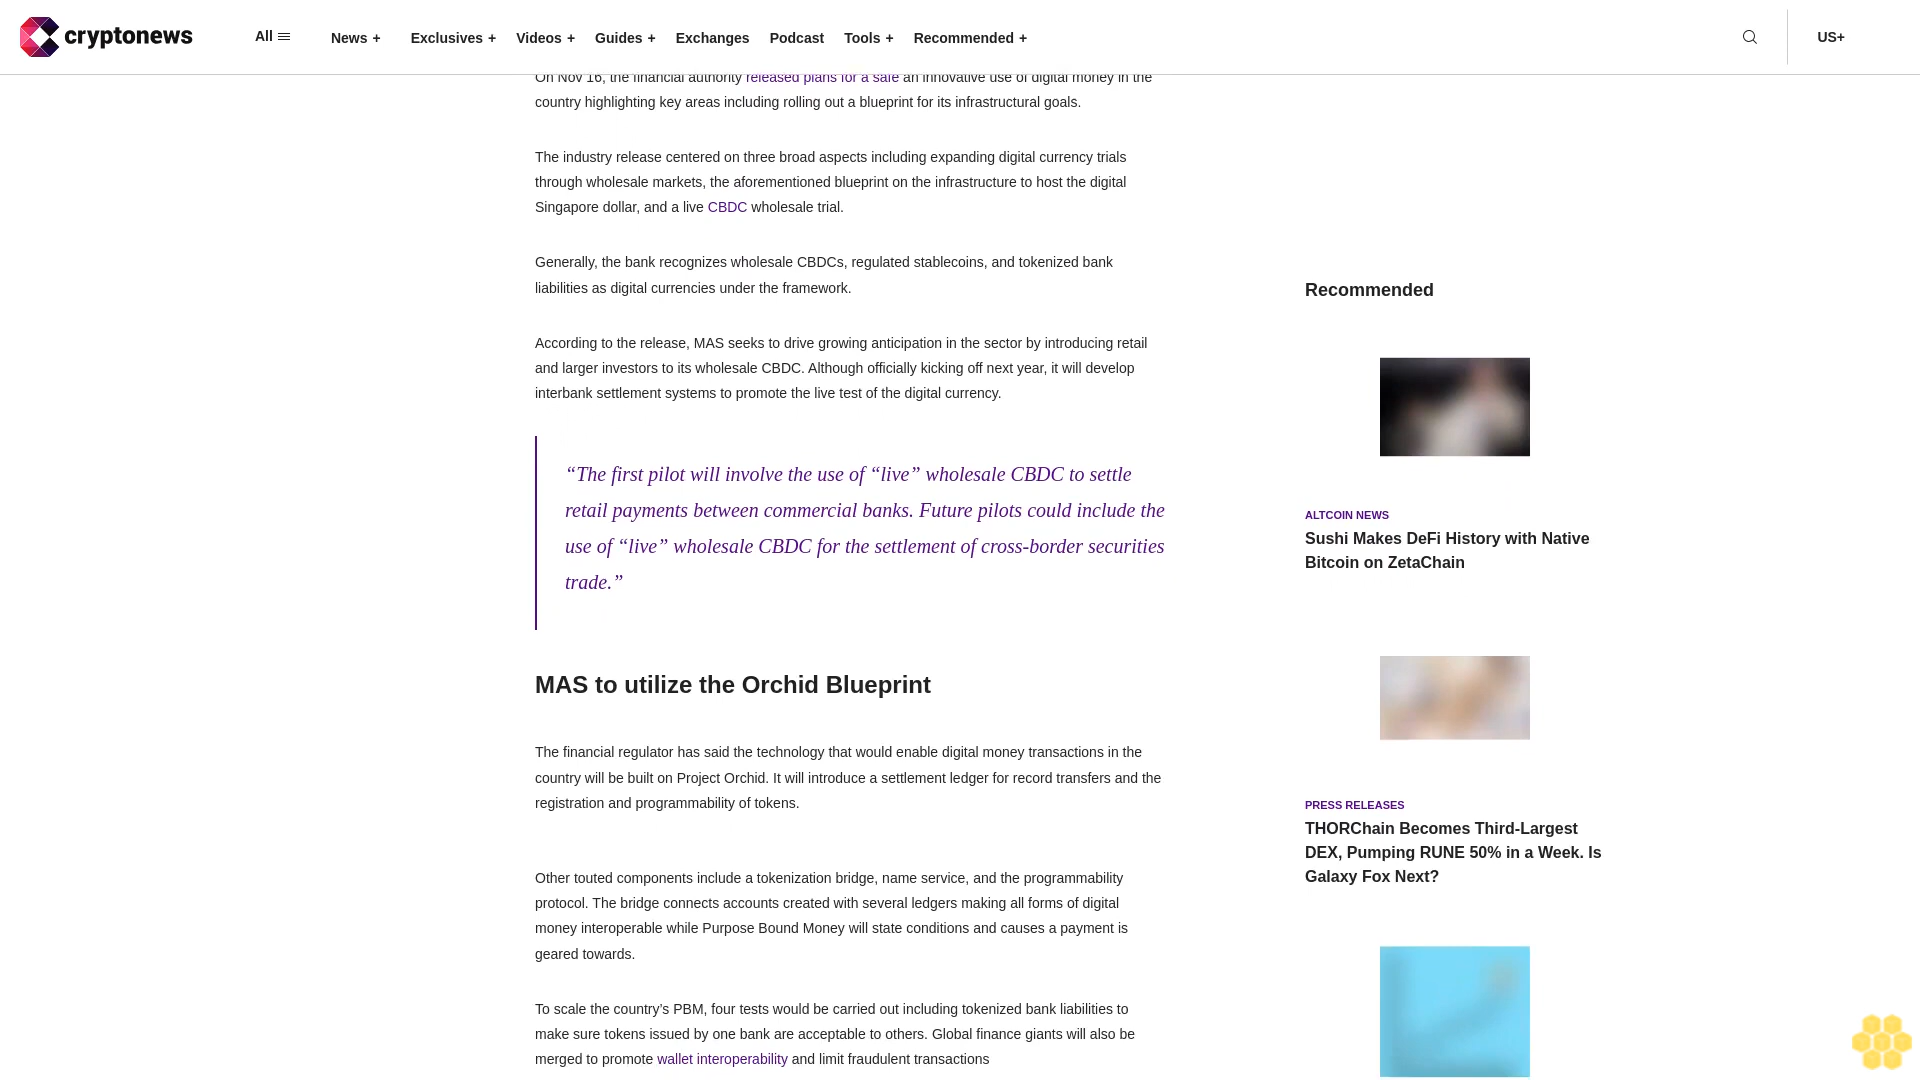 cryptonews
All
News +
Exclusives +
Videos +
Guides +
Exchanges
Podcast
Tools +
Recommended +
US+
On Nov 16, the financial authority released plans for a safe an innovative use of digital money in the
country highlighting key areas including rolling out a blueprint for its infrastructural goals.
The industry release centered on three broad aspects including expanding digital currency trials
through wholesale markets, the aforementioned blueprint on the infrastructure to host the digital
Singapore dollar, and a live CBDC wholesale trial.
Generally, the bank recognizes wholesale CBDCs, regulated stablecoins, and tokenized bank
liabilities as digital currencies under the framework.
According to the release, MAS seeks to drive growing anticipation in the sector by introducing retail
and larger investors to its wholesale CBDC. Although officially kicking off next year, it will develop
interbank settlement systems to promote the live test of the digital currency.
“The first pilot will involve the use of “live” wholesale CBDC to settle
retail payments between commercial banks. Future pilots could include the
use of “live” wholesale CBDC for the settlement of cross-border securities
trade.”
MAS to utilize the Orchid Blueprint
The financial regulator has said the technology that would enable digital money transactions in the
country will be built on Project Orchid. It will introduce a settlement ledger for record transfers and the
registration and programmability of tokens.
Other touted components include a tokenization bridge, name service, and the programmability
protocol. The bridge connects accounts created with several ledgers making all forms of digital
money interoperable while Purpose Bound Money will state conditions and causes a payment is
geared towards.
To scale the country’s PBM, four tests would be carried out including tokenized bank liabilities to
make sure tokens issued by one bank are acceptable to others. Global finance giants will also be
merged to promote wallet interoperability and limit fraudulent transactions
Recommended
ALTCOIN NEWS
Sushi Makes DeFi History with Native
Bitcoin on ZetaChain
PRESS RELEASES
THORChain Becomes Third-Largest
DEX, Pumping RUNE 50% in a Week. Is
Galaxy Fox Next?